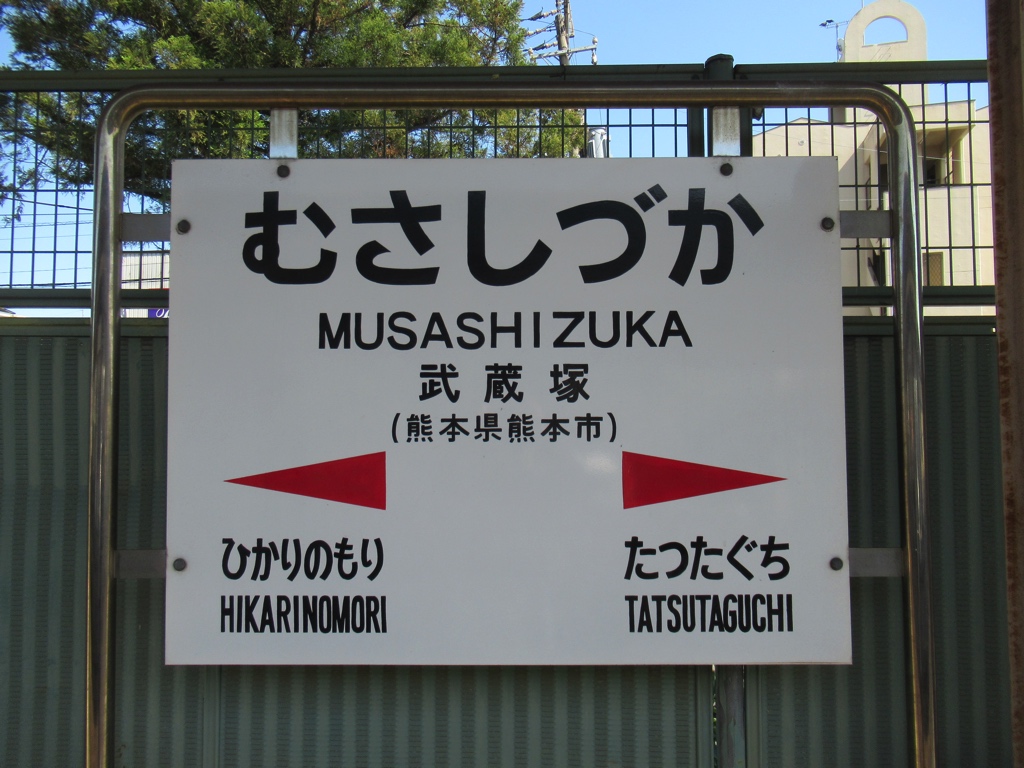 むさしづか
MUSASHIZUKA
武蔵塚
(熊本県熊本市)
ひかりのもり たつたぐち
HIKARINOMORI TATSUTAGUCHI